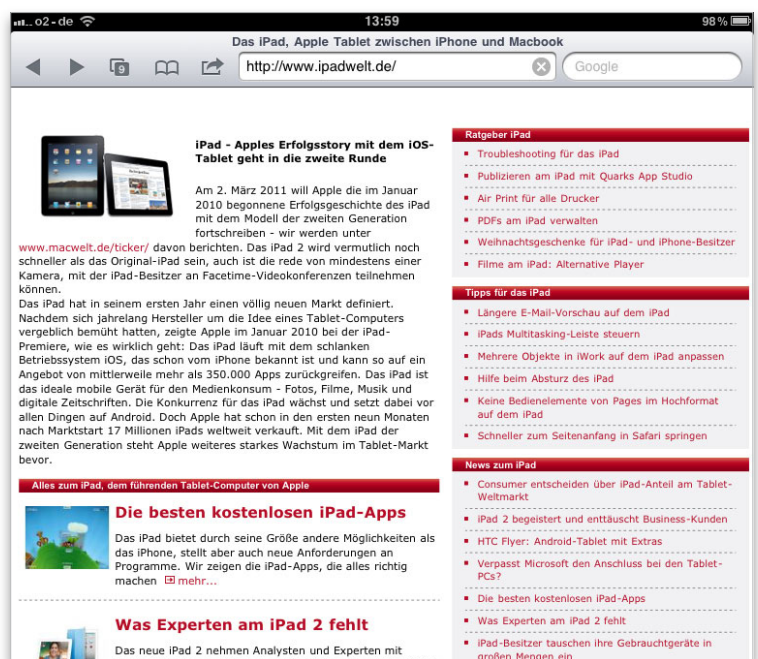 o2-de 13:59 98%
Das iPad, Apple Tablet zwischen iPhone und Macbook
9 http://www.ipadwelt.de/ Google
iPad - Apples Erfolgsstory mit dem iOS-
Tablet geht in die zweite Runde
Am 2. März 2011 will Apple die im Januar
2010 begonnene Erfolgsgeschichte des iPad
mit dem Modell der zweiten Generation
fortschreiben - wir werden unter
www.macwelt.de/ticker/ davon berichten. Das iPad 2 wird vermutlich noch
schneller als das Original-iPad sein, auch ist die rede von mindestens einer
Kamera, mit der iPad-Besitzer an Facetime-Videokonferenzen teilnehmen
können.
Das iPad hat in seinem ersten Jahr einen völlig neuen Markt definiert.
Nachdem sich jahrelang Hersteller um die Idee eines Tablet-Computers
vergeblich bemüht hatten, zeigte Apple im Januar 2010 bei der iPad-
Premiere, wie es wirklich geht: Das iPad läuft mit dem schlanken
Betriebssystem iOS, das schon vom iPhone bekannt ist und kann so auf ein
Angebot von mittlerweile mehr als 350.000 Apps zurückgreifen. Das iPad ist
das ideale mobile Gerät für den Medienkonsum - Fotos, Filme, Musik und
digitale Zeitschriften. Die Konkurrenz für das iPad wächst und setzt dabei vor
allen Dingen auf Android. Doch Apple hat schon in den ersten neun Monaten
nach Marktstart 17 Millionen iPads weltweit verkauft. Mit dem iPad der
zweiten Generation steht Apple weiteres starkes Wachstum im Tablet-Markt
bevor.
Alles zum iPad, dem führenden Tablet-Computer von Apple
Die besten kostenlosen iPad-Apps
Das iPad bietet durch seine Größe andere Möglichkeiten als
das iPhone, stellt aber auch neue Anforderungen an
Programme. Wir zeigen die iPad-Apps, die alles richtig
machen mehr...
Was Experten am iPad 2 fehlt
Das neue iPad 2 nehmen Analysten und Experten mit
Ratgeber iPad
Troubleshooting für das iPad
Publizieren am iPad mit Quarks App Studio
Air Print für alle Drucker
PDFs am iPad verwalten
Weihnachtsgeschenke für iPad- und iPhone-Besitzer
Filme am iPad: Alternative Player
Tipps für das iPad
Längere E-Mail-Vorschau auf dem iPad
iPads Multitasking-Leiste steuern
Mehrere Objekte in iWork auf dem iPad anpassen
Hilfe beim Absturz des iPad
Keine Bedienelemente von Pages im Hochformat
auf dem iPad
Schneller zum Seitenanfang in Safari springen
News zum iPad
Consumer entscheiden über iPad-Anteil am Tablet-
Weltmarkt
iPad 2 begeistert und enttäuscht Business-Kunden
HTC Flyer: Android-Tablet mit Extras
Verpasst Microsoft den Anschluss bei den Tablet-
PCs?
Die besten kostenlosen iPad-Apps
Was Experten am iPad 2 fehlt
iPad-Besitzer tauschen ihre Gebrauchtgeräte in
großen Mengen ein